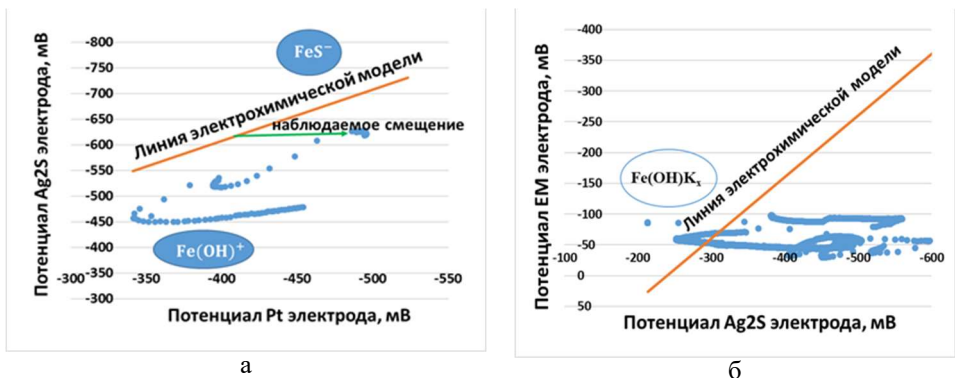 -800
-750
-700
-650
-600
-550
-500
-450
-400
-350
-300
-300
-350
-400
-450
-500
-550
Потенциал Ag2S электрода, мВ
Потенциал Pt электрода, мВ
FeS⁻
Линия электрохимической модели
наблюдаемое смещение
Fe(OH)⁺
а
-400
-350
-300
-250
-200
-150
-100
-50
0
50
-100
-200
-300
-400
-500
-600
Потенциал EM электрода, мВ
Потенциал Ag2S электрода, мВ
Fe(OH)Kₓ
Линия электрохимической модели
б